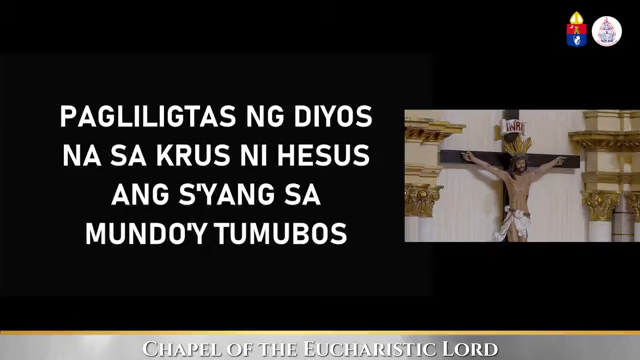 PAGLILIGTAS NG DIYOS
NA SA KRUS NI HESUS
ANG S'YANG SA
MUNDO'Y TUMUBOS
INRI
CHAPEL OF THE EUCHARISTIC LORD